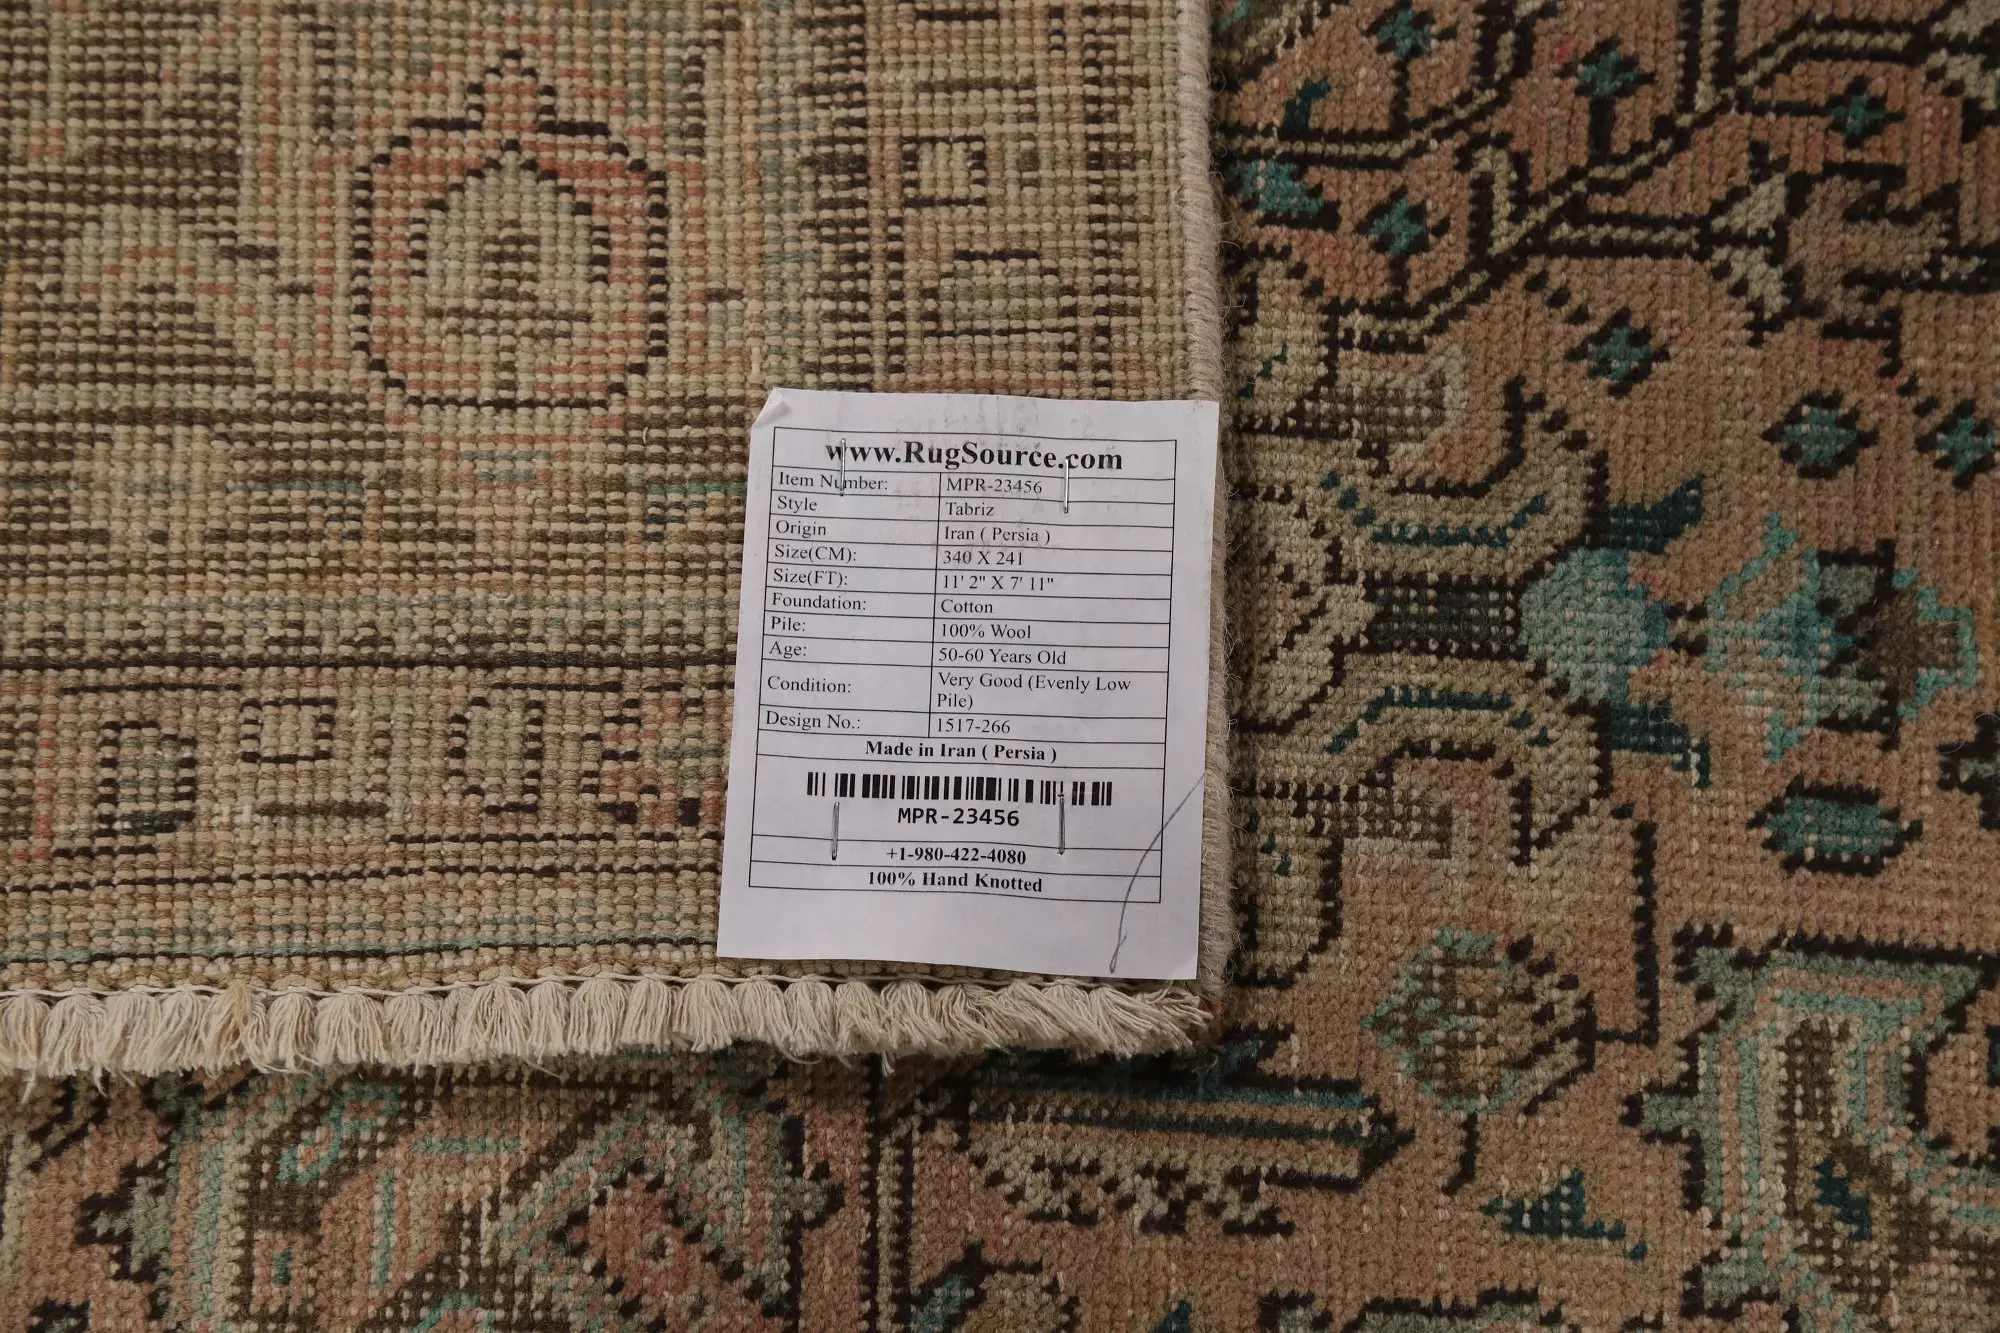 www.RugSource.com
Item Number: MPR-23456
Style Tabriz
Origin Iran ( Persia )
Size(CM): 340 X 241
Size(FT): 11' 2" X 7' 11"
Foundation: Cotton
Pile: 100% Wool
Age: 50-60 Years Old
Condition: Very Good (Evenly Low
Pile)
Design No.: 1517-266
Made in Iran ( Persia )
MPR-23456
+1-980-422-4080
100% Hand Knotted